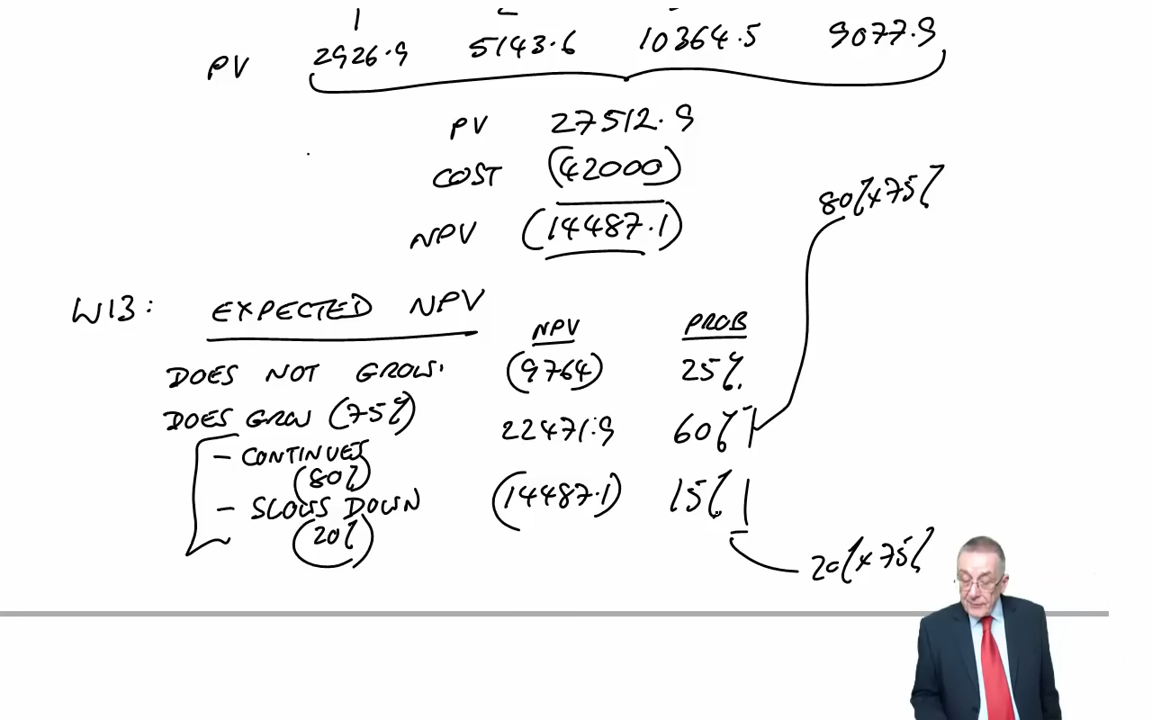 PV 2926.9 5143.6 10364.5 9077.9
PV 27512.9
COST (42000)
NPV (14487.1)
80% x 75%
W13: EXPECTED NPV
NPV PROB
DOES NOT GROW: (9764) 25%
DOES GROW (75%)
- CONTINUES (80%) 22471.9 60%
- SLOWS DOWN (20%) (14487.1) 15%
20% x 75%